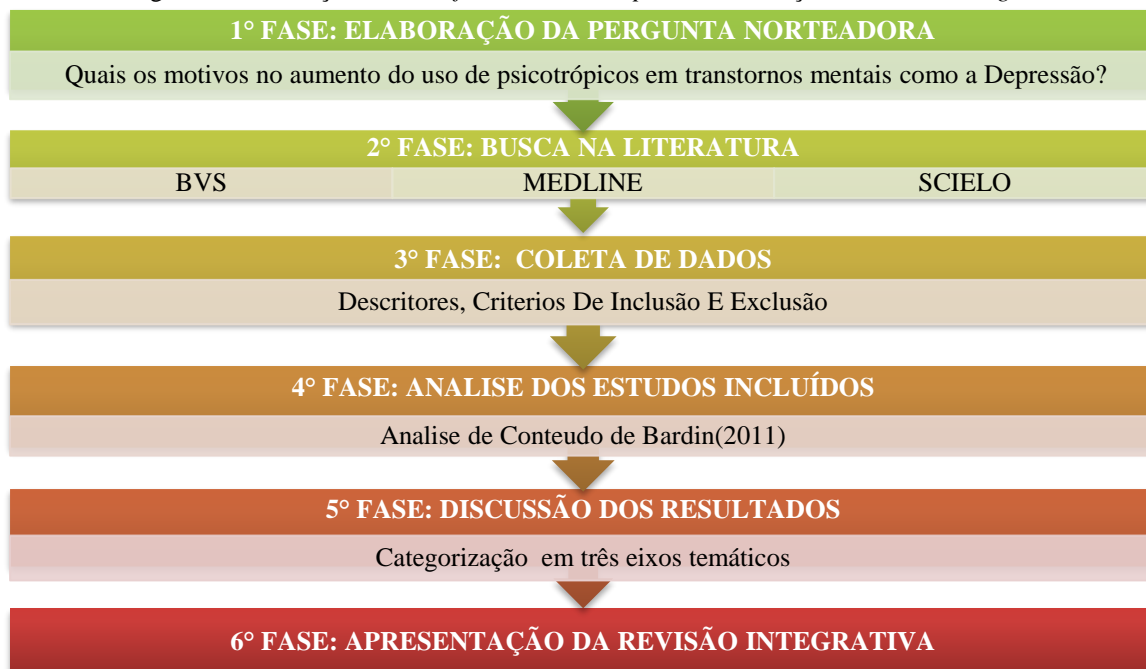 1° FASE: ELABORAÇÃO DA PERGUNTA NORTEADORA
Quais os motivos no aumento do uso de psicotrópicos em transtornos mentais como a Depressão?
2° FASE: BUSCA NA LITERATURA
BVS MEDLINE SCIELO
3° FASE: COLETA DE DADOS
Descritores, Criterios De Inclusão E Exclusão
4° FASE: ANALISE DOS ESTUDOS INCLUÍDOS
Analise de Conteudo de Bardin(2011)
5° FASE: DISCUSSÃO DOS RESULTADOS
Categorização em três eixos temáticos
6° FASE: APRESENTAÇÃO DA REVISÃO INTEGRATIVA